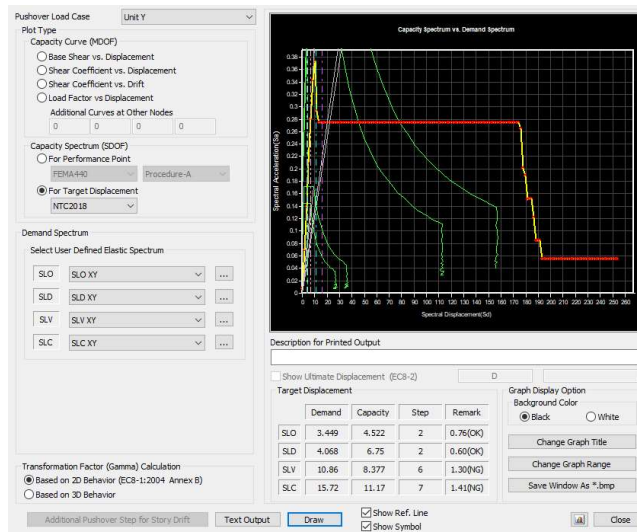 Pushover Load Case Unit Y
Plot Type
Capacity Curve (MDOF)
Base Shear vs. Displacement
Shear Coefficient vs. Displacement
Shear Coefficient vs. Drift
Load Factor vs Displacement
Additional Curves at Other Nodes
0 0 0 0
Capacity Spectrum (SDOF)
For Performance Point
FEMA440 Procedure-A
For Target Displacement
NTC2018
Demand Spectrum
Select User Defined Elastic Spectrum
SLO SLO XY ...
SLD SLD XY ...
SLV SLV XY ...
SLC SLC XY ...
Transformation Factor (Gamma) Calculation
Based on 2D Behavior (EC8-1:2004 Annex B)
Based on 3D Behavior
Capacity Spectrum vs. Demand Spectrum
Spectral Acceleration(Sa)
0.38
0.36
0.34
0.32
0.3
0.28
0.26
0.24
0.22
0.2
0.18
0.16
0.14
0.12
0.1
0.08
0.06
0.04
0.02
0
0 10 20 30 40 50 60 70 80 90 100 110 120 130 140 150 160 170 180 190 200 210 220 230 240 250 260
Spectral Displacement(Sd)
Description for Printed Output
Show Ultimate Displacement (EC8-2) D
Target Displacement
Demand Capacity Step Remark
SLO 3.449 4.522 2 0.76(OK)
SLD 4.068 6.75 2 0.60(OK)
SLV 10.86 8.377 6 1.30(NG)
SLC 15.72 11.17 7 1.41(NG)
Graph Display Option
Background Color
Black White
Change Graph Title
Change Graph Range
Save Window As *.bmp
Additional Pushover Step for Story Drift Text Output Draw
Show Ref. Line
Show Symbol
Close